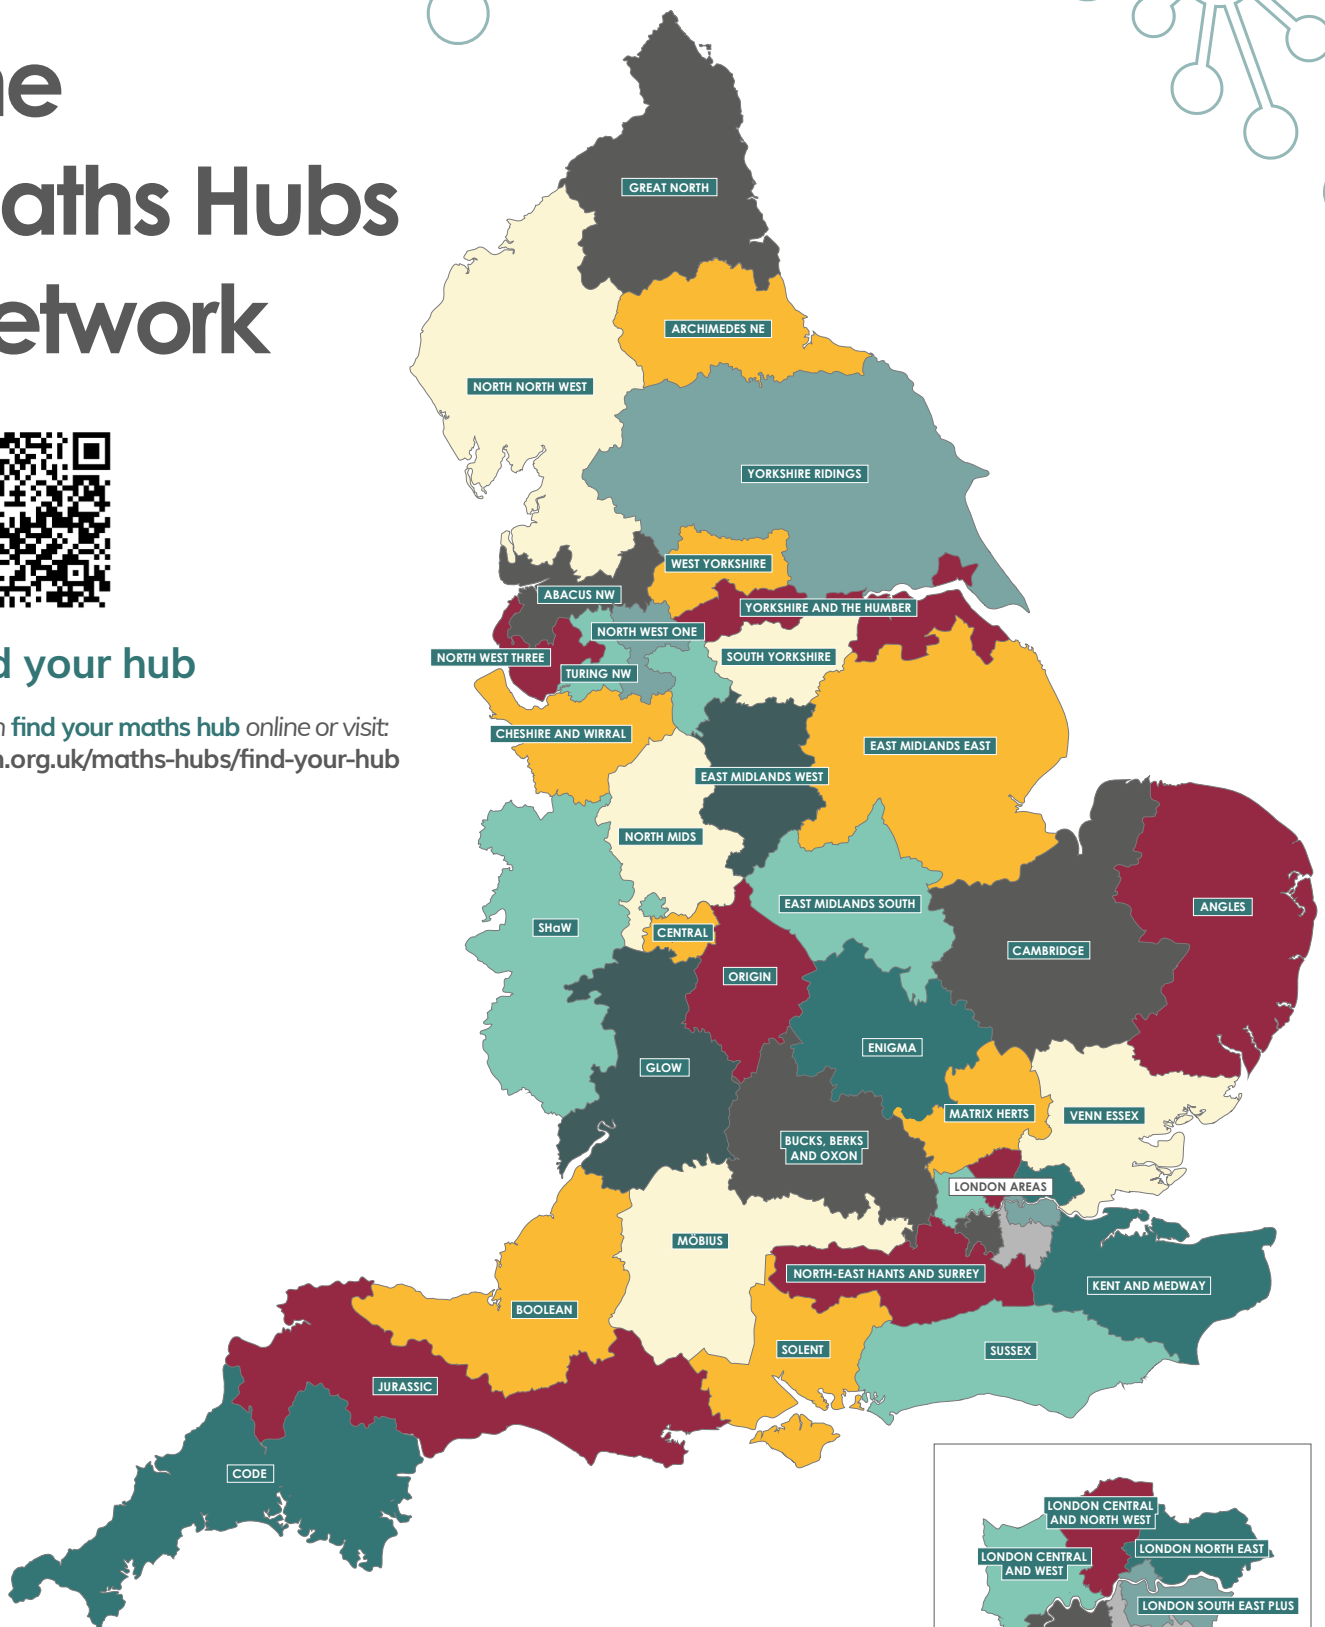 ne
aths Hubs
etwork
d your hub
n find your maths hub online or visit:
n.org.uk/maths-hubs/find-your-hub
GREAT NORTH
ARCHIMEDES NE
NORTH NORTH WEST
YORKSHIRE RIDINGS
WEST YORKSHIRE
ABACUS NW
YORKSHIRE AND THE HUMBER
NORTH WEST ONE
NORTH WEST THREE
SOUTH YORKSHIRE
TURING NW
CHESHIRE AND WIRRAL
EAST MIDLANDS EAST
EAST MIDLANDS WEST
NORTH MIDS
EAST MIDLANDS SOUTH
ANGLES
SHaW
CENTRAL
CAMBRIDGE
ORIGIN
ENIGMA
GLOW
MATRIX HERTS
VENN ESSEX
BUCKS, BERKS
AND OXON
LONDON AREAS
MÖBIUS
NORTH-EAST HANTS AND SURREY
KENT AND MEDWAY
BOOLEAN
SOLENT
SUSSEX
JURASSIC
CODE
LONDON CENTRAL
AND NORTH WEST
LONDON NORTH EAST
LONDON CENTRAL
AND WEST
LONDON SOUTH EAST PLUS